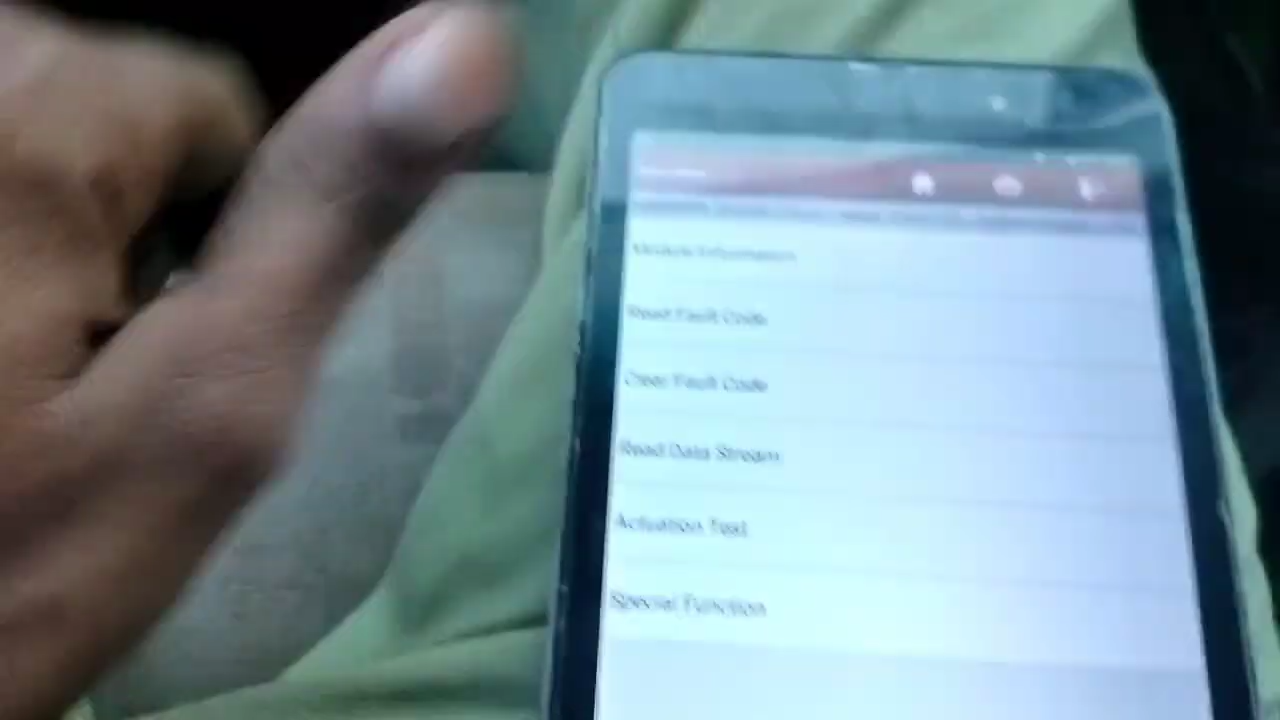 Module Information
Read Fault Code
Clear Fault Code
Read Data Stream
Actuation Test
Special Function